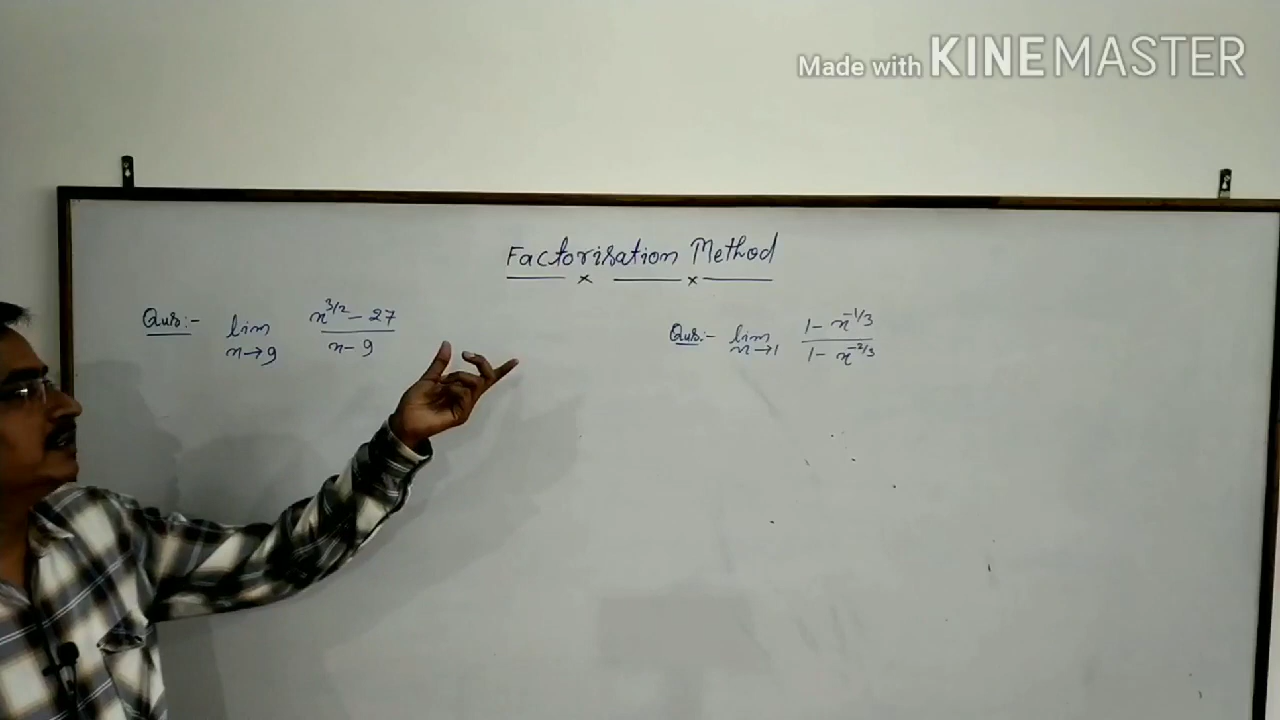 Made with KINEMASTER
Factorisation Method
Qus:- lim x→9 x^3/2 - 27 / x - 9
Qus:- lim x→1 1 - x^-1/3 / 1 - x^-2/3